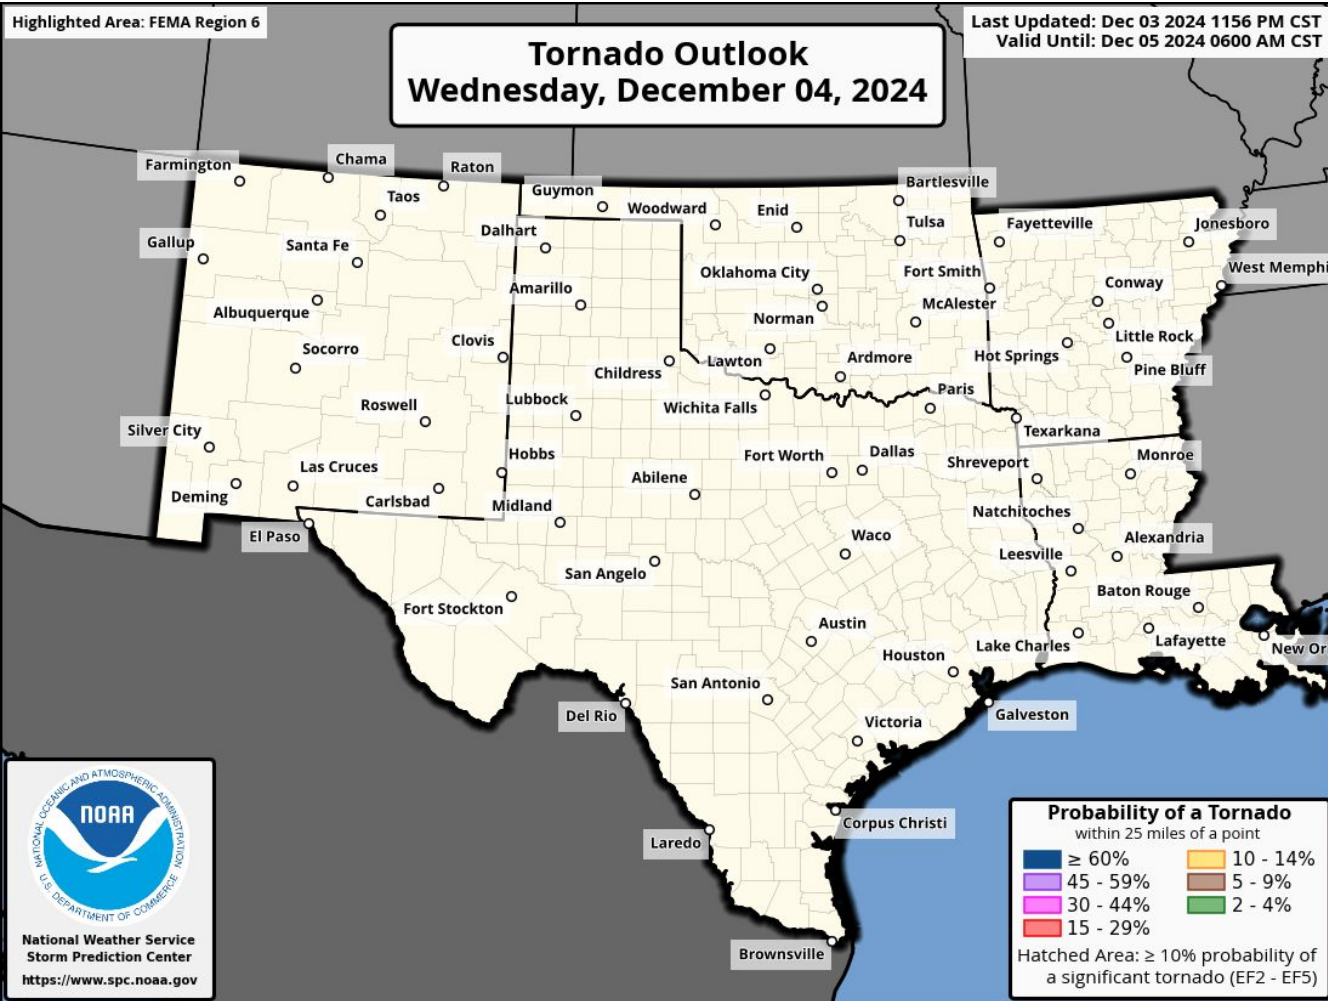 Highlighted Area: FEMA Region 6
Last Updated: Dec 03 2024 1156 PM CST
Valid Until: Dec 05 2024 0600 AM CST
Tornado Outlook
Wednesday, December 04, 2024
Farmington
Chama
Raton
Taos
Guymon
Woodward
Enid
Bartlesville
Tulsa
Fayetteville
Jonesboro
Gallup
Santa Fe
Dalhart
Oklahoma City
Fort Smith
West Memphi
Albuquerque
Amarillo
Norman
McAlester
Conway
Little Rock
Socorro
Clovis
Childress
Lawton
Ardmore
Hot Springs
Pine Bluff
Roswell
Lubbock
Wichita Falls
Paris
Texarkana
Silver City
Las Cruces
Hobbs
Abilene
Fort Worth
Dallas
Shreveport
Monroe
Deming
Carlsbad
Midland
Natchitoches
El Paso
Waco
Leesville
Alexandria
San Angelo
Fort Stockton
Baton Rouge
Austin
Lake Charles
Lafayette
New Or
Houston
San Antonio
Del Rio
Victoria
Galveston
Corpus Christi
Laredo
Brownsville
NATIONAL OCEANIC AND ATMOSPHERIC ADMINISTRATION
NOAA
U.S. DEPARTMENT OF COMMERCE
National Weather Service
Storm Prediction Center
https://www.spc.noaa.gov
Probability of a Tornado
within 25 miles of a point
≥ 60%
10 - 14%
45 - 59%
5 - 9%
30 - 44%
2 - 4%
15 - 29%
Hatched Area: ≥ 10% probability of
a significant tornado (EF2 - EF5)